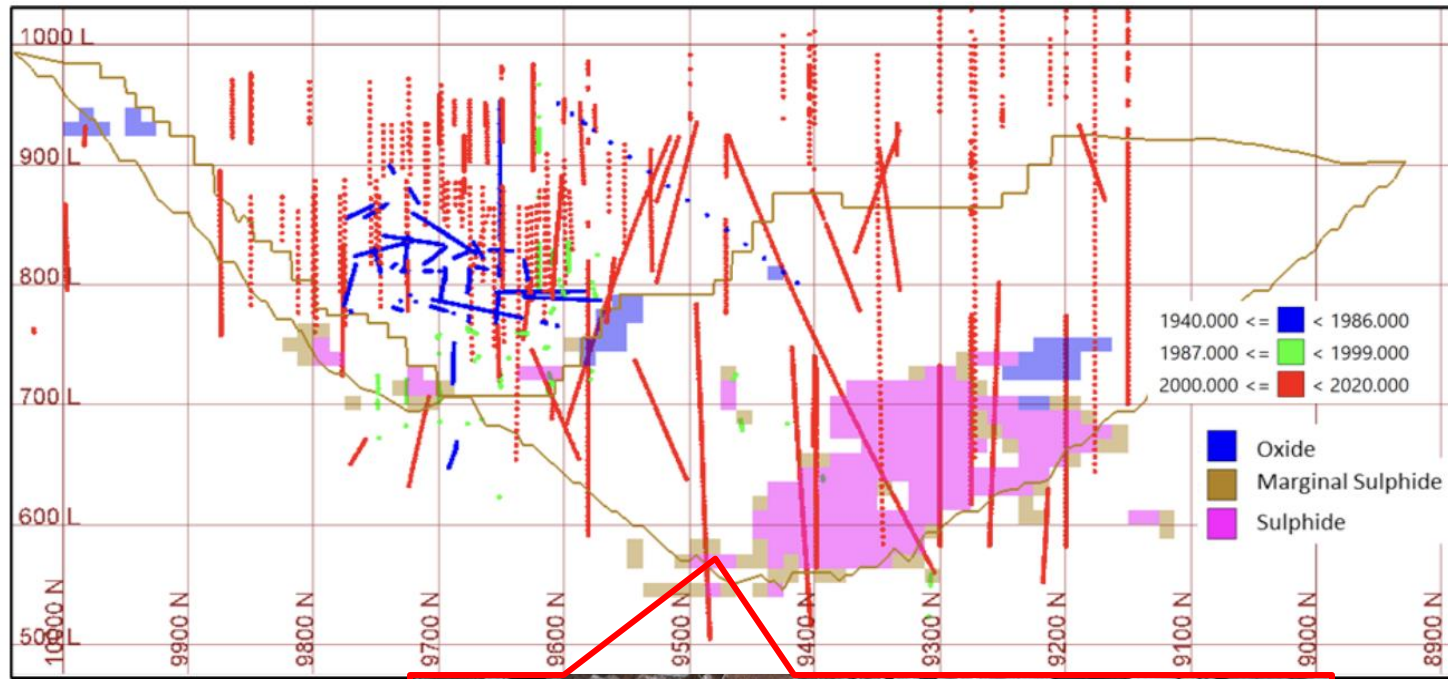 1000 L
900 L
800 L
700 L
600 L
500 L
10000 N
9900 N
9800 N
9700 N
9600 N
9500 N
9400 N
9300 N
9200 N
9100 N
9000 N
8900 N
1940.000 <= < 1986.000
1987.000 <= < 1999.000
2000.000 <= < 2020.000
Oxide
Marginal Sulphide
Sulphide